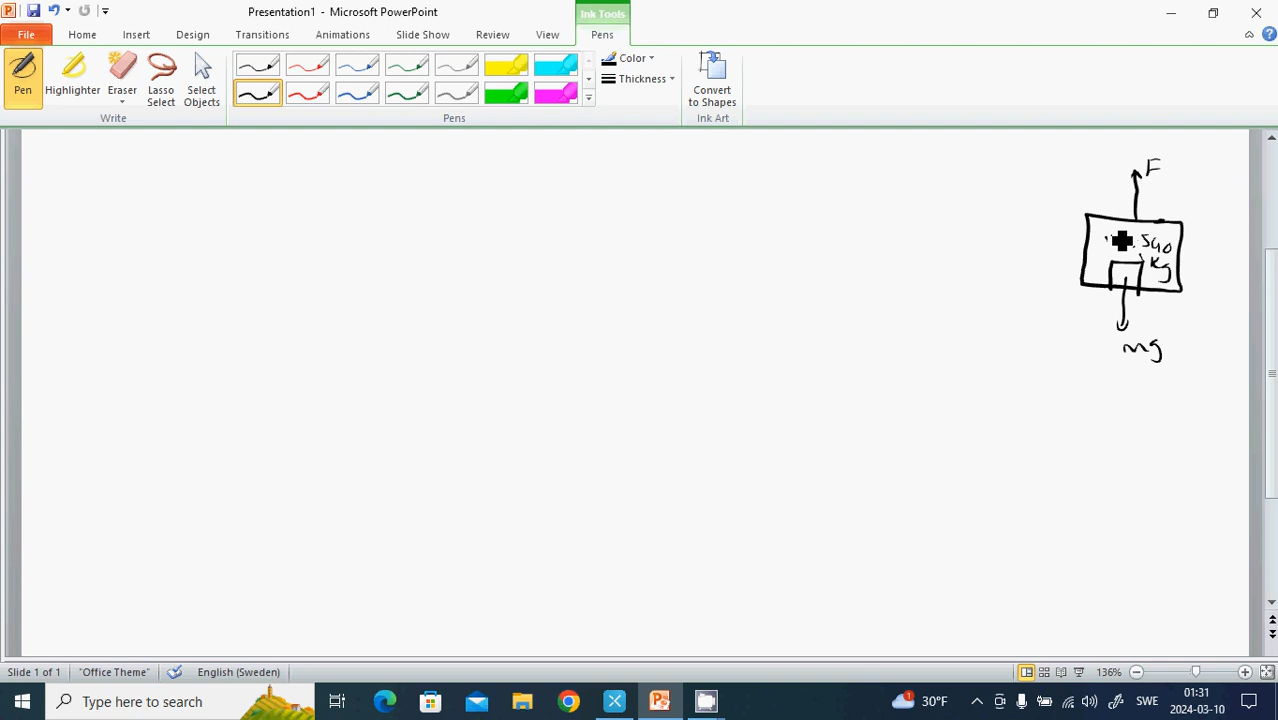 Presentation1 - Microsoft PowerPoint
Ink Tools
File
Home
Insert
Design
Transitions
Animations
Slide Show
Review
View
Pens
Pen
Highlighter
Eraser
Lasso
Select
Select
Objects
Color
Thickness
Convert
to Shapes
Write
Pens
Ink Art
F
540
kg
mg
Slide 1 of 1
"Office Theme"
English (Sweden)
136%
Type here to search
1
30°F
SWE
01:31
2024-03-10